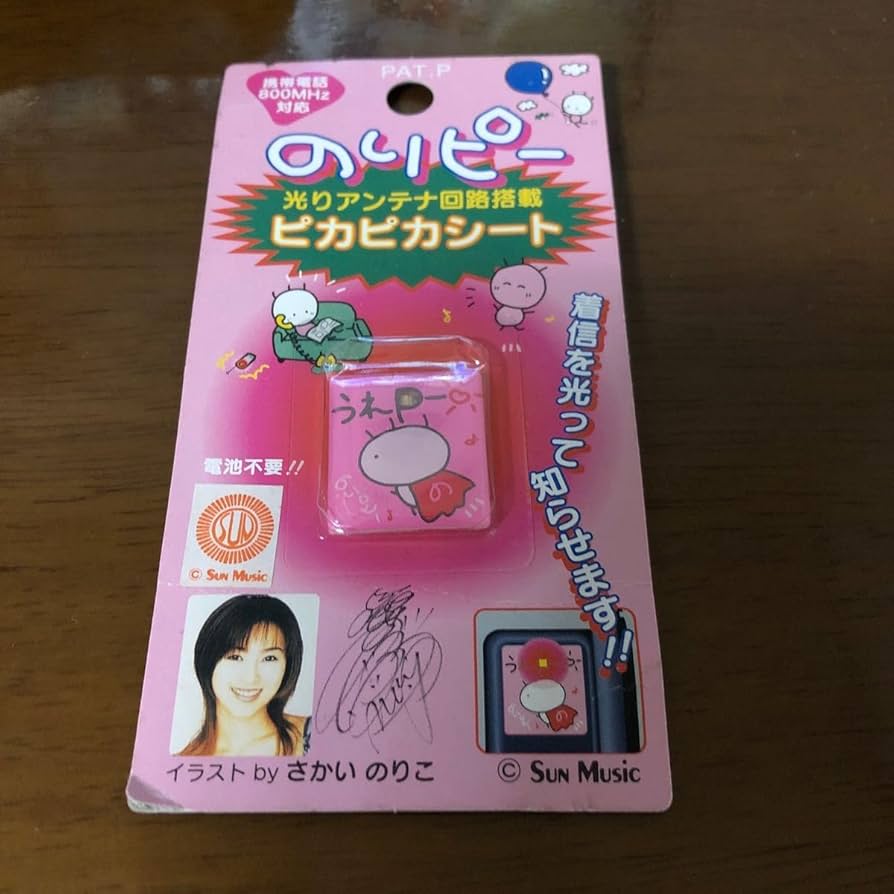 PAT.P
携帯電話
800MHz
対応
のりピー
光りアンテナ回路搭載
ピカピカシート
着信を光って知らせます!!
うれPー
の
電池不要!!
SUN
© SUN MUSIC
イラスト by さかい のりこ
う
の
© SUN MUSIC